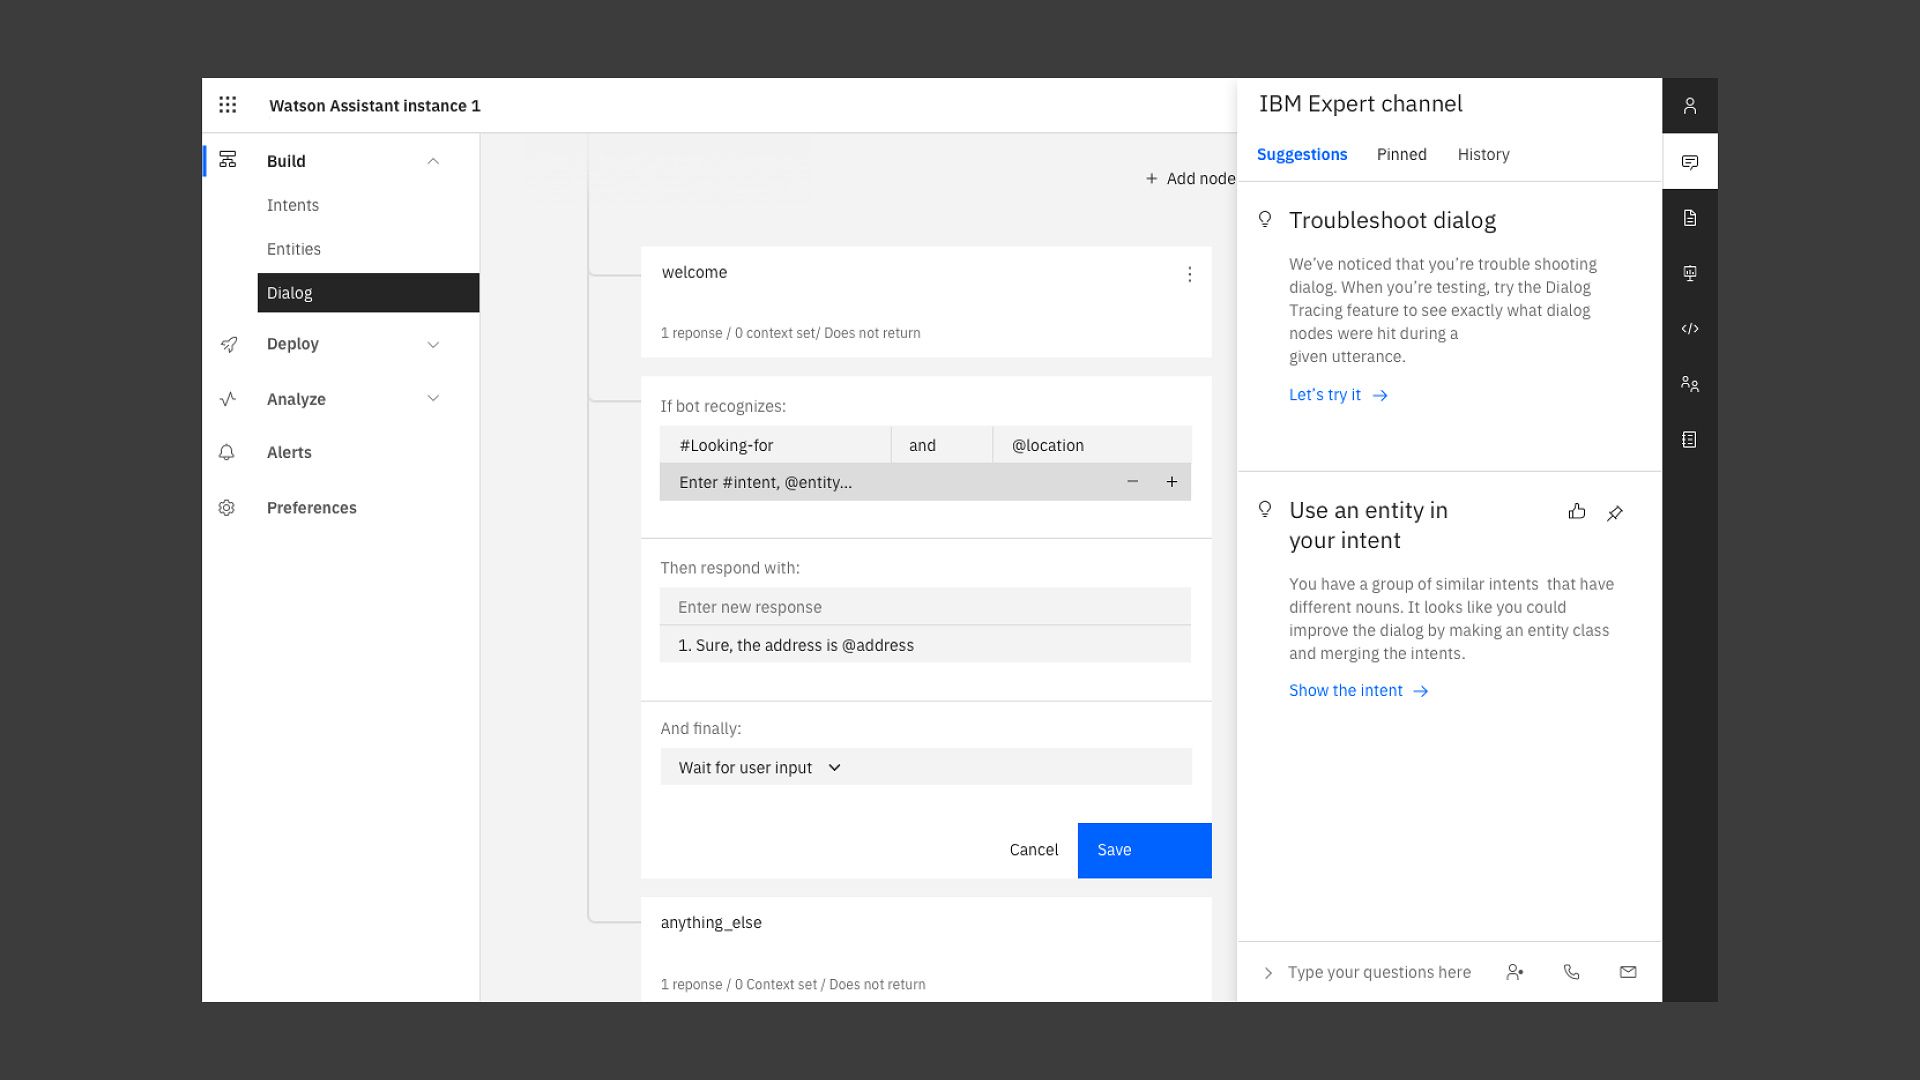 Watson Assistant instance 1
Build
Intents
Entities
Dialog
Deploy
Analyze
Alerts
Preferences
+ Add node
welcome
1 reponse / 0 context set/ Does not return
If bot recognizes:
#Looking-for and @location
Enter #intent, @entity...
Then respond with:
Enter new response
1. Sure, the address is @address
And finally:
Wait for user input
Cancel Save
anything_else
1 reponse / 0 Context set / Does not return
IBM Expert channel
Suggestions Pinned History
Troubleshoot dialog
We’ve noticed that you’re trouble shooting
dialog. When you’re testing, try the Dialog
Tracing feature to see exactly what dialog
nodes were hit during a
given utterance.
Let’s try it
Use an entity in
your intent
You have a group of similar intents that have
different nouns. It looks like you could
improve the dialog by making an entity class
and merging the intents.
Show the intent
Type your questions here